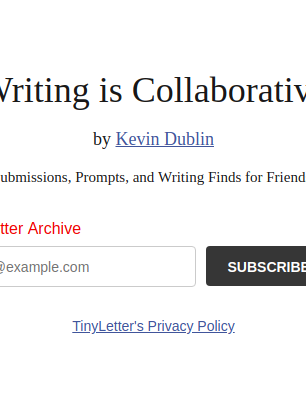 Writing is Collaborativ
by Kevin Dublin
ubmissions, Prompts, and Writing Finds for Friend
tter Archive
@example.com
SUBSCRIBE
TinyLetter's Privacy Policy